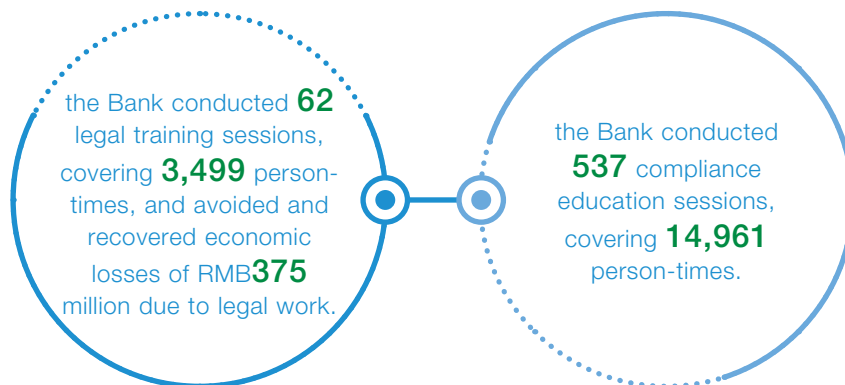 the Bank conducted 62
legal training sessions,
covering 3,499 person-
times, and avoided and
recovered economic
losses of RMB375
million due to legal work.
the Bank conducted
537 compliance
education sessions,
covering 14,961
person-times.